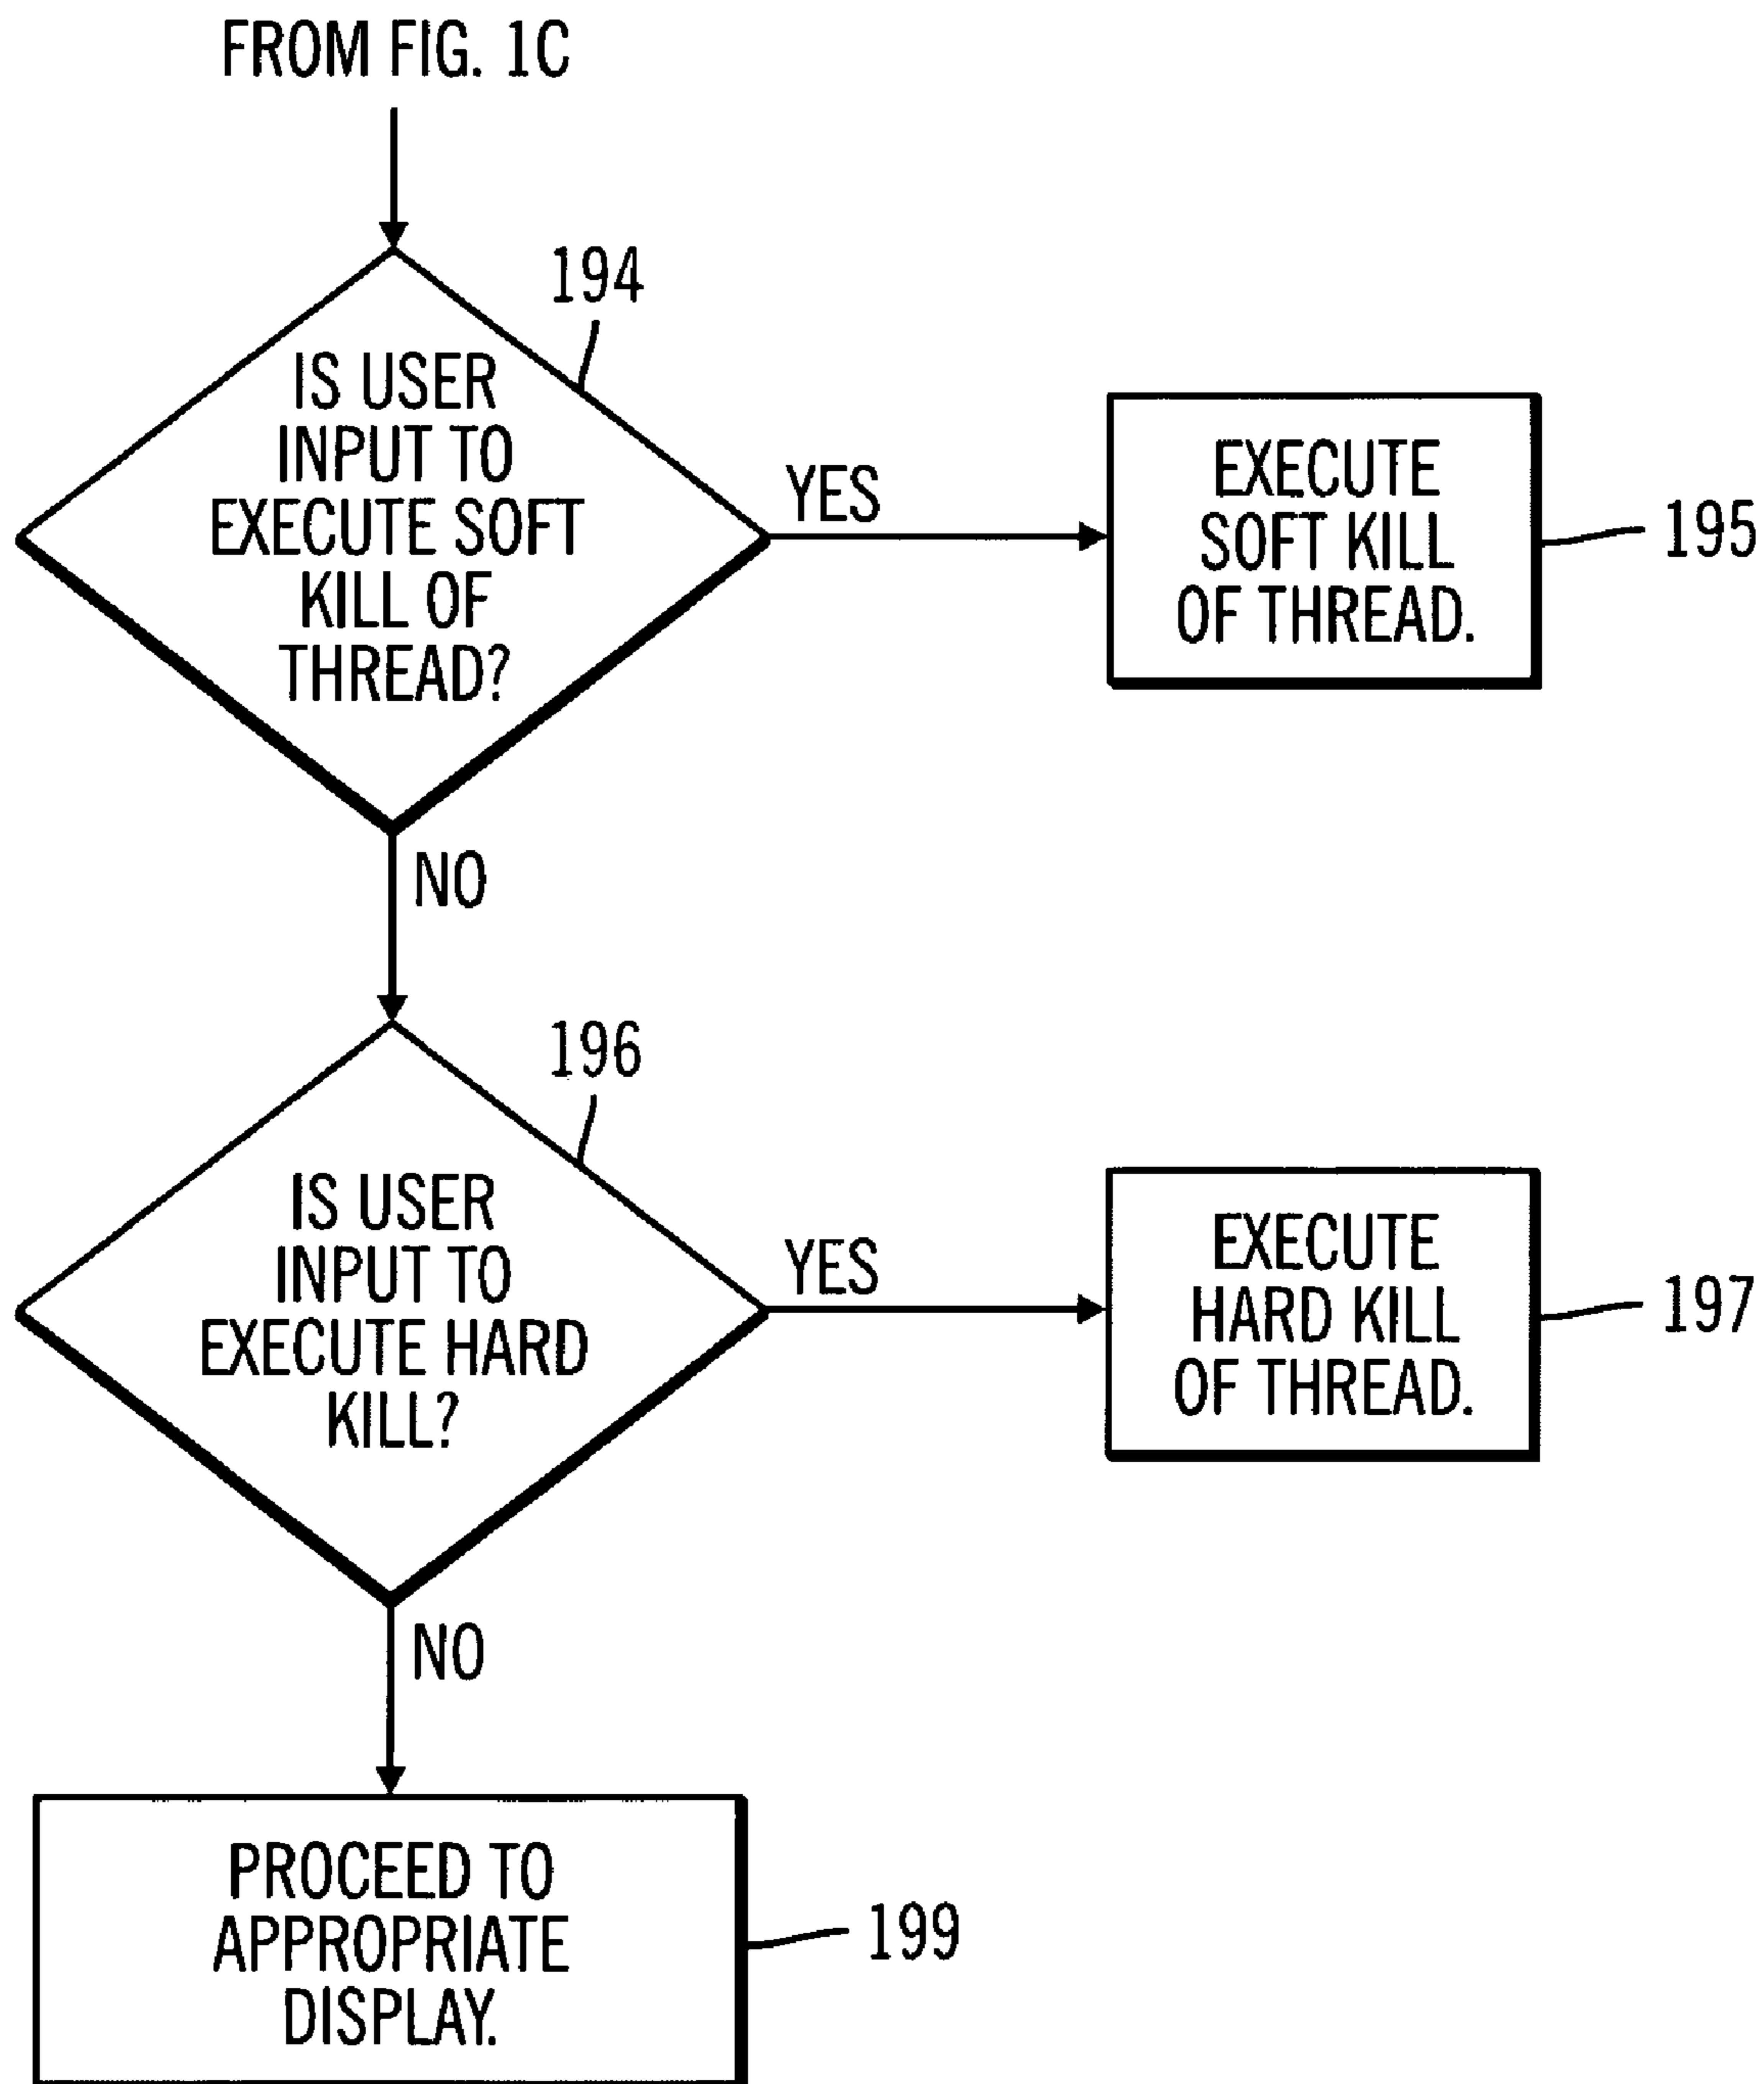 FROM FIG. 1C
194
IS USER
INPUT TO
EXECUTE SOFT
KILL OF
THREAD?
YES
EXECUTE
SOFT KILL
OF THREAD.
195
NO
196
IS USER
INPUT TO
EXECUTE HARD
KILL?
YES
EXECUTE
HARD KILL
OF THREAD.
197
NO
PROCEED TO
APPROPRIATE
DISPLAY.
199